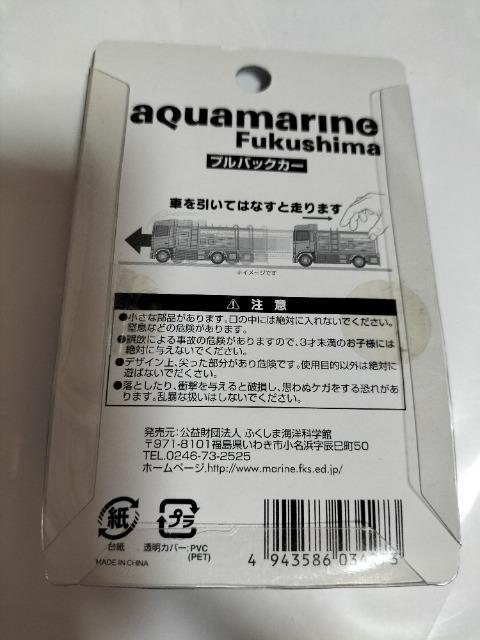 aquamarine
Fukushima
プルバックカー
車を引いてはなすと走ります
※イメージです
⚠ 注意
●小さな部品があります。口の中には絶対に入れないでください。
窒息などの危険があります。
誤飲による事故の危険がありますので、3才未満のお子様には
絶対に与えないでください。
●デザイン上、尖った部分があり危険です。使用目的以外は絶対に
遊ばないでだください。
●落としたり、衝撃を与えると破損し、思わぬケガをする恐れがあ
ります。乱暴な扱いはしないでください。
発売元:公益財団法人 ふくしま海洋科学館
〒971-8101福島県いわき市小名浜字辰巳町50
TEL.0246-73-2525
ホームページ.http://www.marine.fks.ed.jp/
紙
プラ
台紙
透明カバー:PVC
(PET)
MADE IN CHINA
4 943586